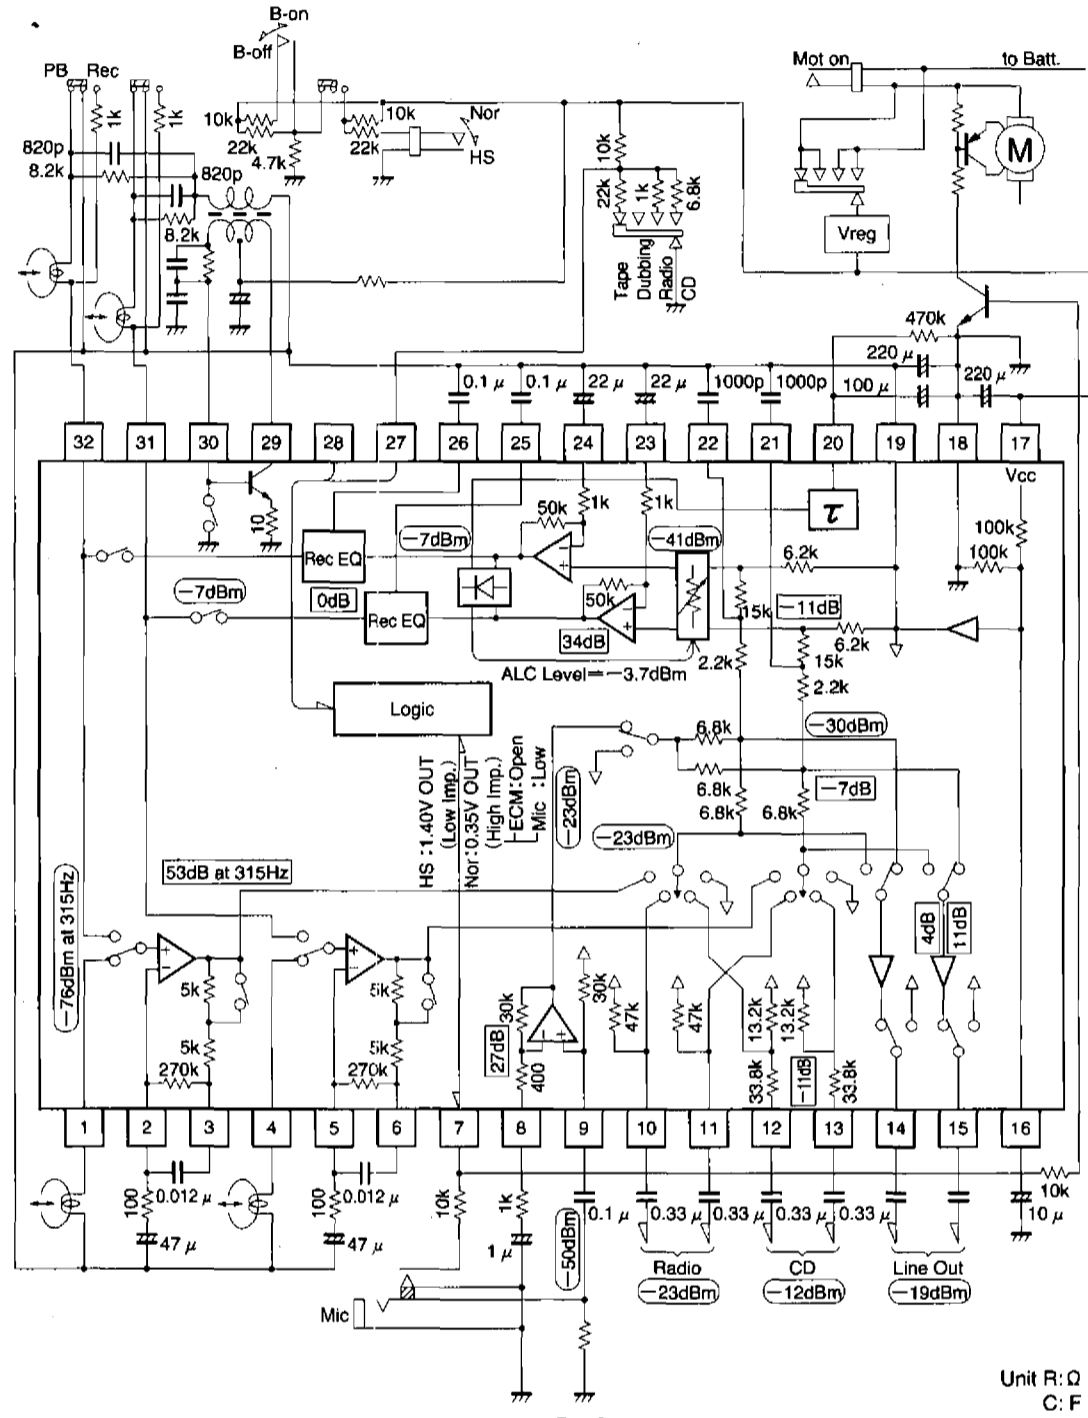 B-on
B-off
Mot on
to Batt.
PB Rec
1k
1k
10k
22k
4.7k
10k
22k
Nor
HS
820p
8.2k
820p
8.2k
10k
22k
1k
6.8k
M
Vreg
Tape
Dubbing
Radio
CD
470k
220 μ
100 μ
220 μ
0.1 μ
0.1 μ
22 μ
22 μ
1000p
1000p
32
31
30
29
28
27
26
25
24
23
22
21
20
19
18
17
Vcc
10
50k
1k
1k
τ
100k
100k
Rec EQ
−7dBm
−41dBm
6.2k
−7dBm
0dB
Rec EQ
50k
34dB
15k
−11dB
6.2k
15k
2.2k
2.2k
ALC Level=−3.7dBm
Logic
−30dBm
6.8k
6.8k
6.8k
6.8k
−7dB
HS :1.40V OUT
(Low Imp.)
Nor:0.35V OUT
(High Imp.)
ECM:Open
Mic :Low
−23dBm
−23dBm
53dB at 315Hz
−76dBm at 315Hz
4dB
11dB
5k
5k
270k
5k
5k
270k
30k
27dB
400
30k
47k
47k
13.2k
13.2k
33.8k
−11dB
33.8k
1
2
3
4
5
6
7
8
9
10
11
12
13
14
15
16
0.012 μ
100
47 μ
0.012 μ
100
47 μ
10k
1k
1 μ
−50dBm
0.1 μ
0.33 μ
0.33 μ
0.33 μ
0.33 μ
10k
10 μ
Radio
−23dBm
CD
−12dBm
Line Out
−19dBm
Mic
Unit R: Ω
C: F